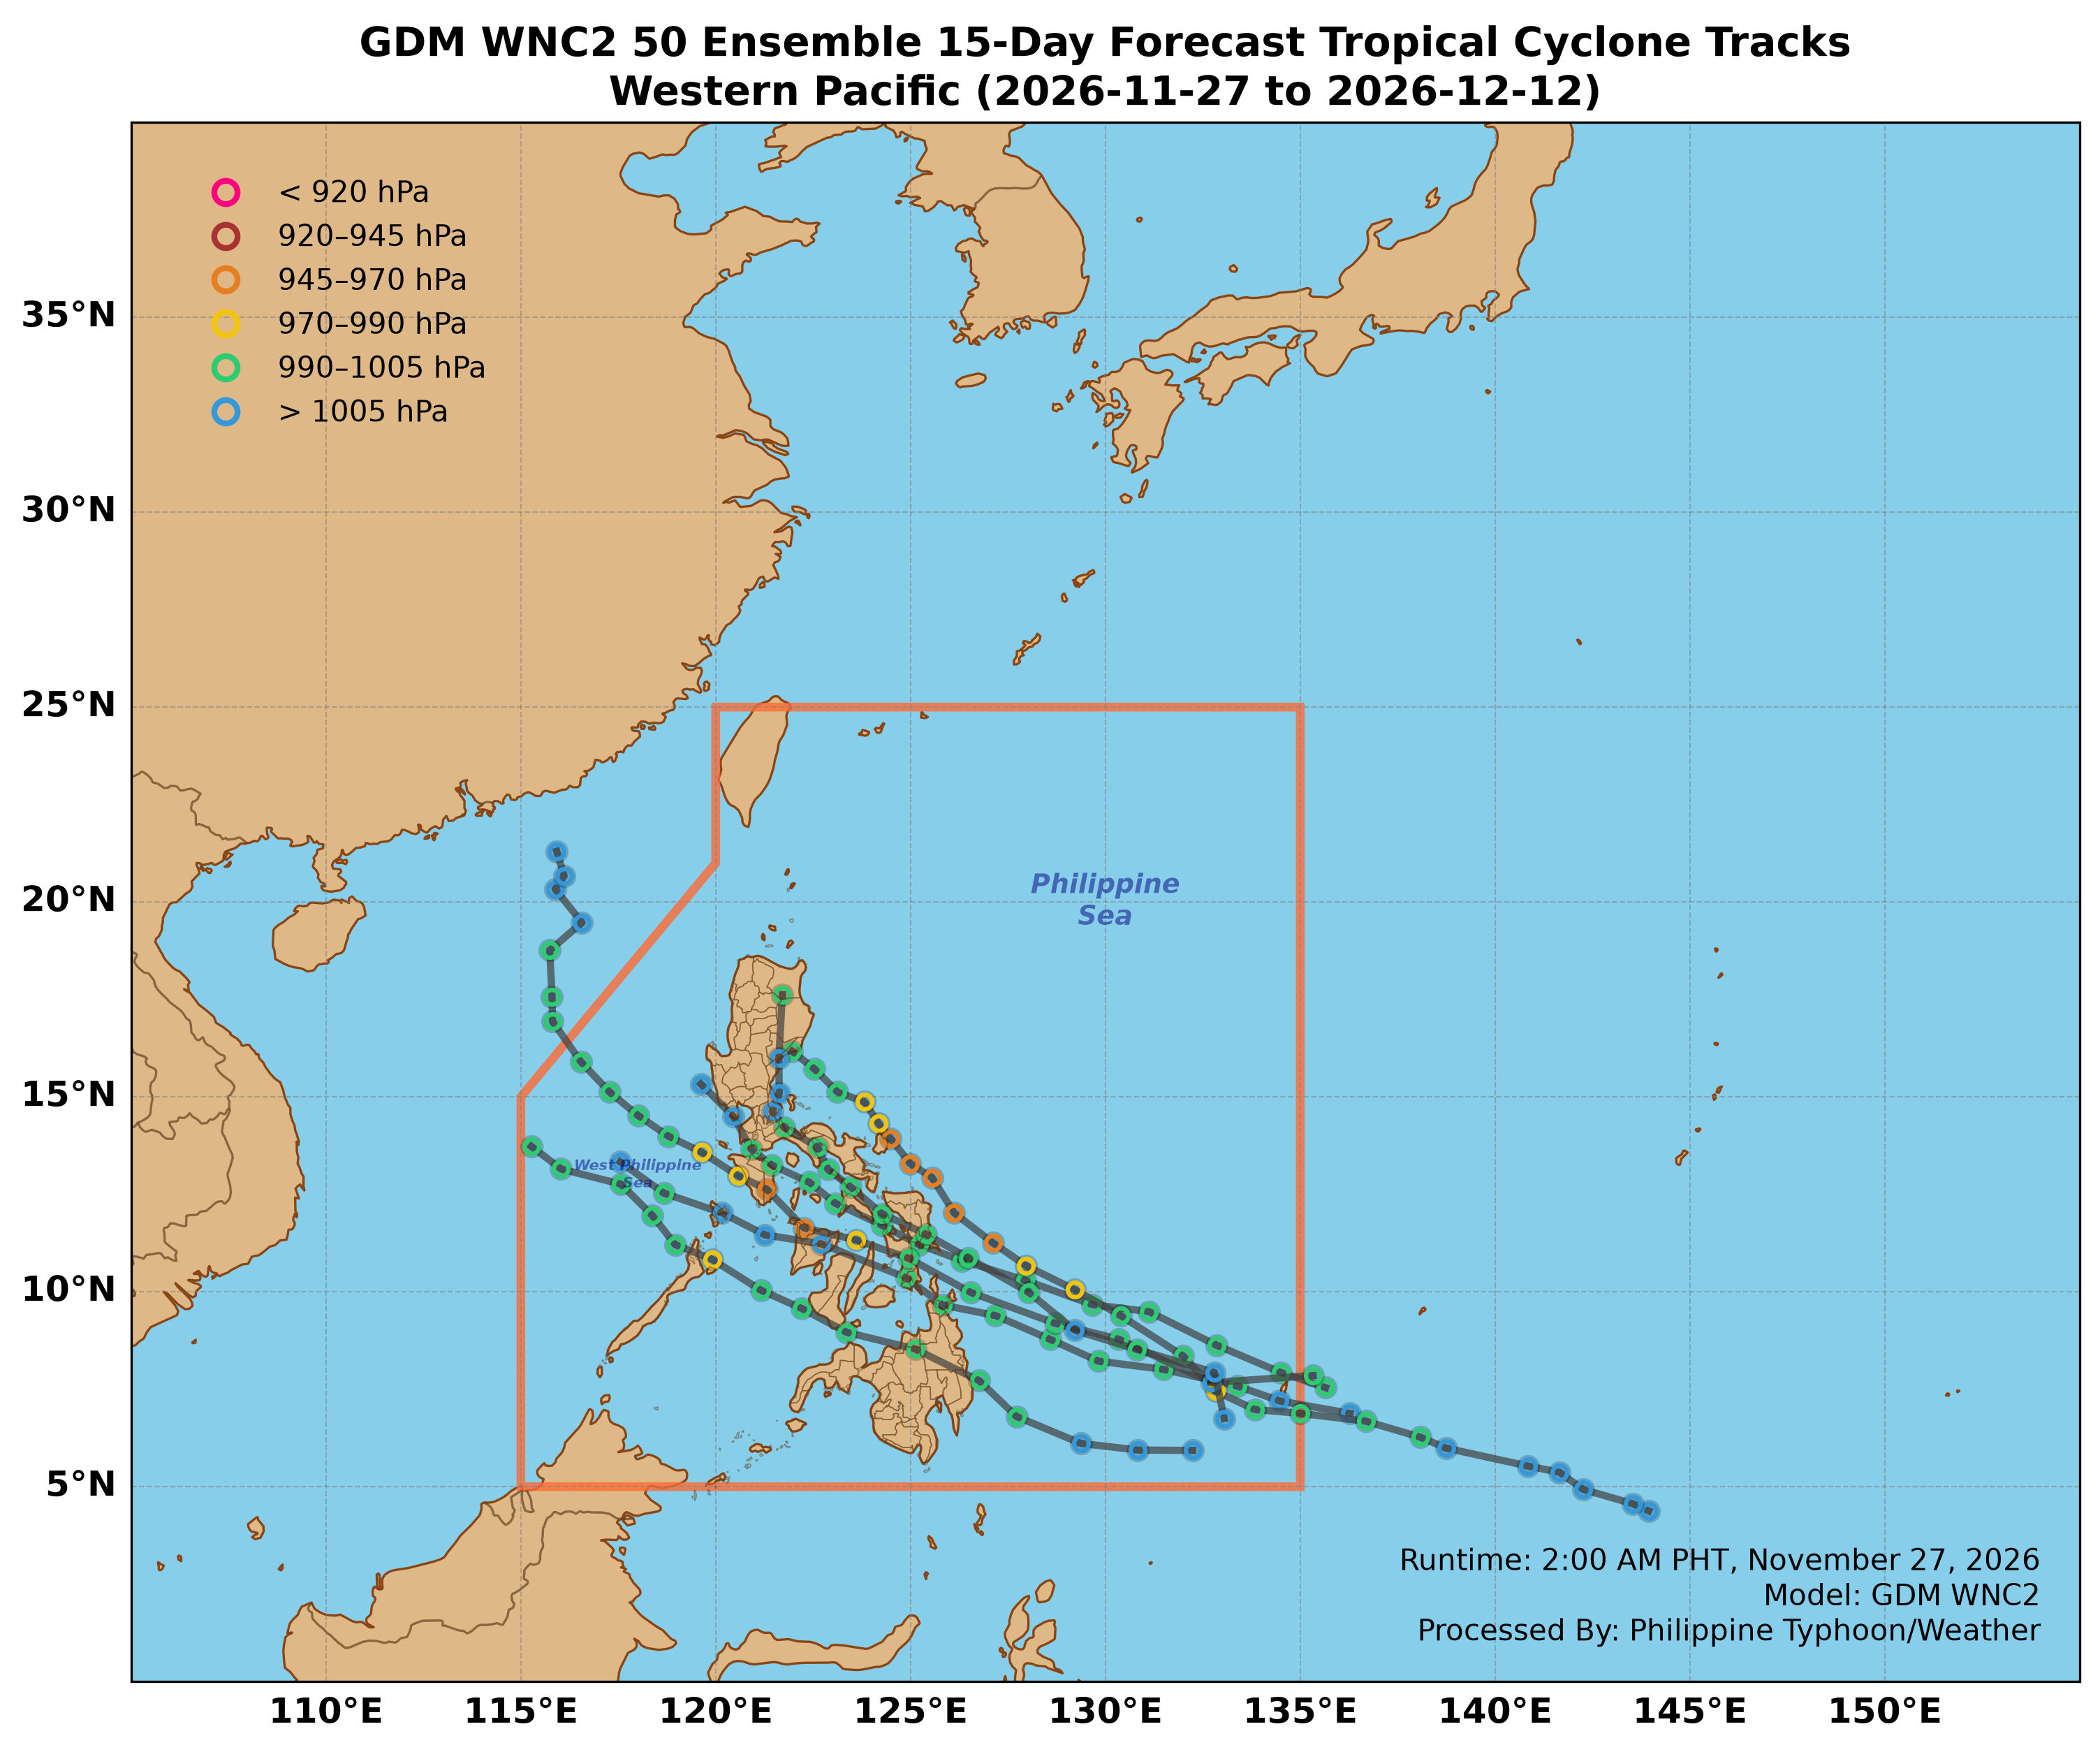 GDM WNC2 50 Ensemble 15-Day Forecast Tropical Cyclone Tracks
Western Pacific (2026-11-27 to 2026-12-12)
< 920 hPa
920–945 hPa
945–970 hPa
970–990 hPa
990–1005 hPa
> 1005 hPa
35°N
30°N
25°N
20°N
15°N
10°N
5°N
Philippine
Sea
West Philippine
Sea
Runtime: 2:00 AM PHT, November 27, 2026
Model: GDM WNC2
Processed By: Philippine Typhoon/Weather
110°E
115°E
120°E
125°E
130°E
135°E
140°E
145°E
150°E